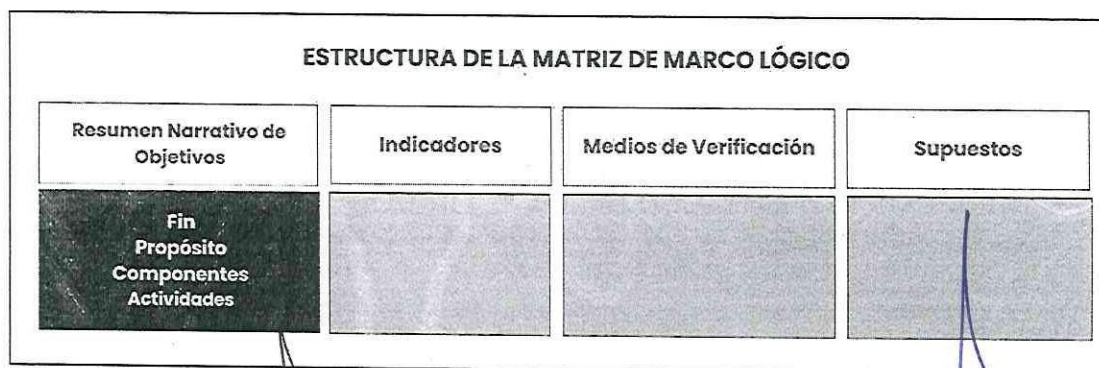 ESTRUCTURA DE LA MATRIZ DE MARCO LÓGICO
Resumen Narrativo de
Objetivos
Indicadores
Medios de Verificación
Supuestos
Fin
Propósito
Componentes
Actividades